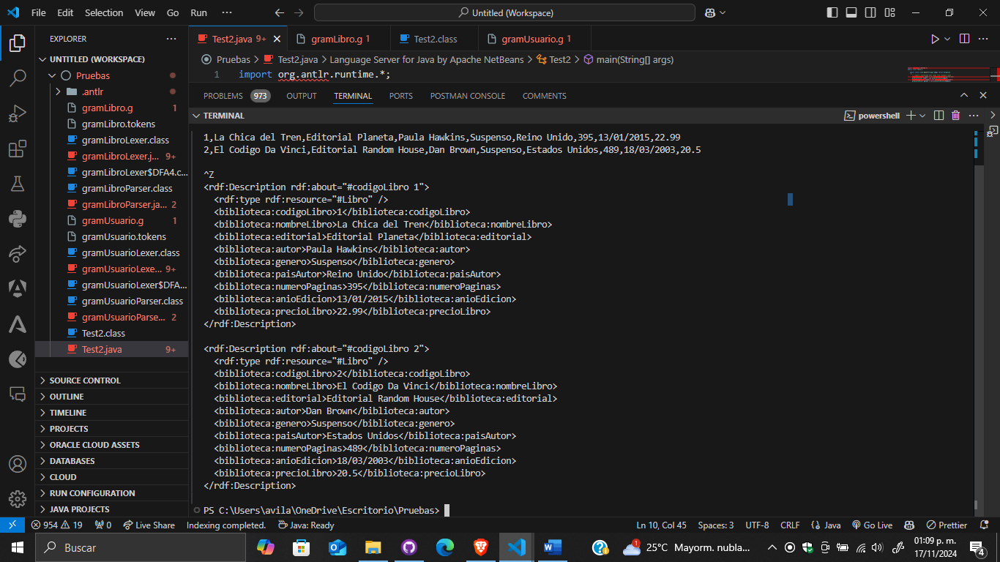 File Edit Selection View Go Run ··· Untitled (Workspace)
EXPLORER ···
UNTITLED (WORKSPACE)
Pruebas
.antlr
gramLibro.g 1
gramLibro.tokens
gramLibroLexer.class
gramLibroLexer.j... 9+
gramLibroLexer$DFA4.c...
gramLibroParser.class
gramLibroParser.ja... 2
gramUsuario.g 1
gramUsuario.tokens
gramUsuarioLexer.class
gramUsuarioLexe... 9+
gramUsuarioLexer$DFA...
gramUsuarioParser.class
gramUsuarioParse... 2
Test2.class
Test2.java 9+
SOURCE CONTROL
OUTLINE
TIMELINE
PROJECTS
ORACLE CLOUD ASSETS
DATABASES
CLOUD
RUN CONFIGURATION
JAVA PROJECTS
Test2.java 9+ gramLibro.g 1 Test2.class gramUsuario.g 1
Pruebas > Test2.java > Language Server for Java by Apache NetBeans > Test2 > main(String[] args)
1 import org.antlr.runtime.*;
PROBLEMS 973 OUTPUT TERMINAL PORTS POSTMAN CONSOLE COMMENTS
TERMINAL powershell
1,La Chica del Tren,Editorial Planeta,Paula Hawkins,Suspenso,Reino Unido,395,13/01/2015,22.99
2,El Codigo Da Vinci,Editorial Random House,Dan Brown,Suspenso,Estados Unidos,489,18/03/2003,20.5
^Z
<rdf:Description rdf:about="#codigoLibro 1">
<rdf:type rdf:resource="#Libro" />
<biblioteca:codigoLibro>1</biblioteca:codigoLibro>
<biblioteca:nombreLibro>La Chica del Tren</biblioteca:nombreLibro>
<biblioteca:editorial>Editorial Planeta</biblioteca:editorial>
<biblioteca:autor>Paula Hawkins</biblioteca:autor>
<biblioteca:genero>Suspenso</biblioteca:genero>
<biblioteca:paisAutor>Reino Unido</biblioteca:paisAutor>
<biblioteca:numeroPaginas>395</biblioteca:numeroPaginas>
<biblioteca:anioEdicion>13/01/2015</biblioteca:anioEdicion>
<biblioteca:precioLibro>22.99</biblioteca:precioLibro>
</rdf:Description>
<rdf:Description rdf:about="#codigoLibro 2">
<rdf:type rdf:resource="#Libro" />
<biblioteca:codigoLibro>2</biblioteca:codigoLibro>
<biblioteca:nombreLibro>El Codigo Da Vinci</biblioteca:nombreLibro>
<biblioteca:editorial>Editorial Random House</biblioteca:editorial>
<biblioteca:autor>Dan Brown</biblioteca:autor>
<biblioteca:genero>Suspenso</biblioteca:genero>
<biblioteca:paisAutor>Estados Unidos</biblioteca:paisAutor>
<biblioteca:numeroPaginas>489</biblioteca:numeroPaginas>
<biblioteca:anioEdicion>18/03/2003</biblioteca:anioEdicion>
<biblioteca:precioLibro>20.5</biblioteca:precioLibro>
</rdf:Description>
PS C:\Users\avila\OneDrive\Escritorio\Pruebas>
954 19 0 Live Share Indexing completed. Java: Ready Ln 10, Col 45 Spaces: 3 UTF-8 CRLF {} Java Go Live Prettier
Buscar 1 25°C Mayorm. nubla... 01:09 p. m.
17/11/2024 4